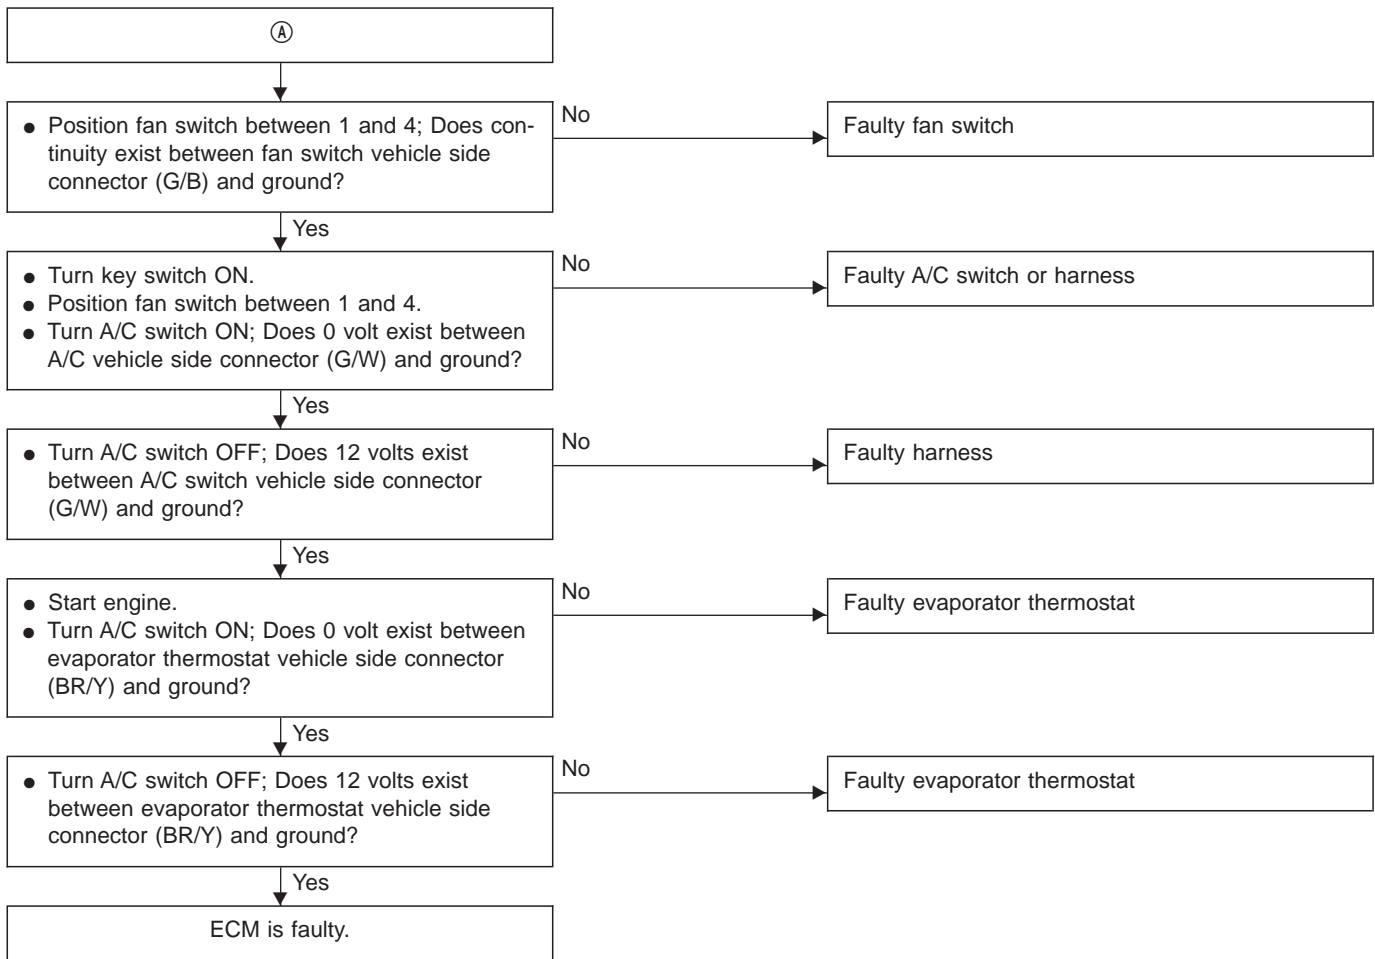 Ⓐ
● Position fan switch between 1 and 4; Does con-
tinuity exist between fan switch vehicle side
connector (G/B) and ground?
No
Faulty fan switch
Yes
● Turn key switch ON.
● Position fan switch between 1 and 4.
● Turn A/C switch ON; Does 0 volt exist between
A/C vehicle side connector (G/W) and ground?
No
Faulty A/C switch or harness
Yes
● Turn A/C switch OFF; Does 12 volts exist
between A/C switch vehicle side connector
(G/W) and ground?
No
Faulty harness
Yes
● Start engine.
● Turn A/C switch ON; Does 0 volt exist between
evaporator thermostat vehicle side connector
(BR/Y) and ground?
No
Faulty evaporator thermostat
Yes
● Turn A/C switch OFF; Does 12 volts exist
between evaporator thermostat vehicle side
connector (BR/Y) and ground?
No
Faulty evaporator thermostat
Yes
ECM is faulty.